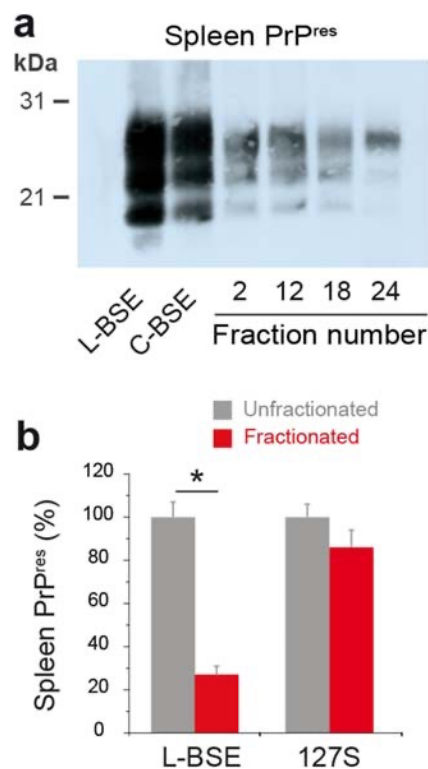 a
Spleen PrPres
kDa
31
21
L-BSE
C-BSE
2 12 18 24
Fraction number
Unfractionated
Fractionated
b
*
120
100
80
60
40
20
0
Spleen PrPres (%)
L-BSE 127S